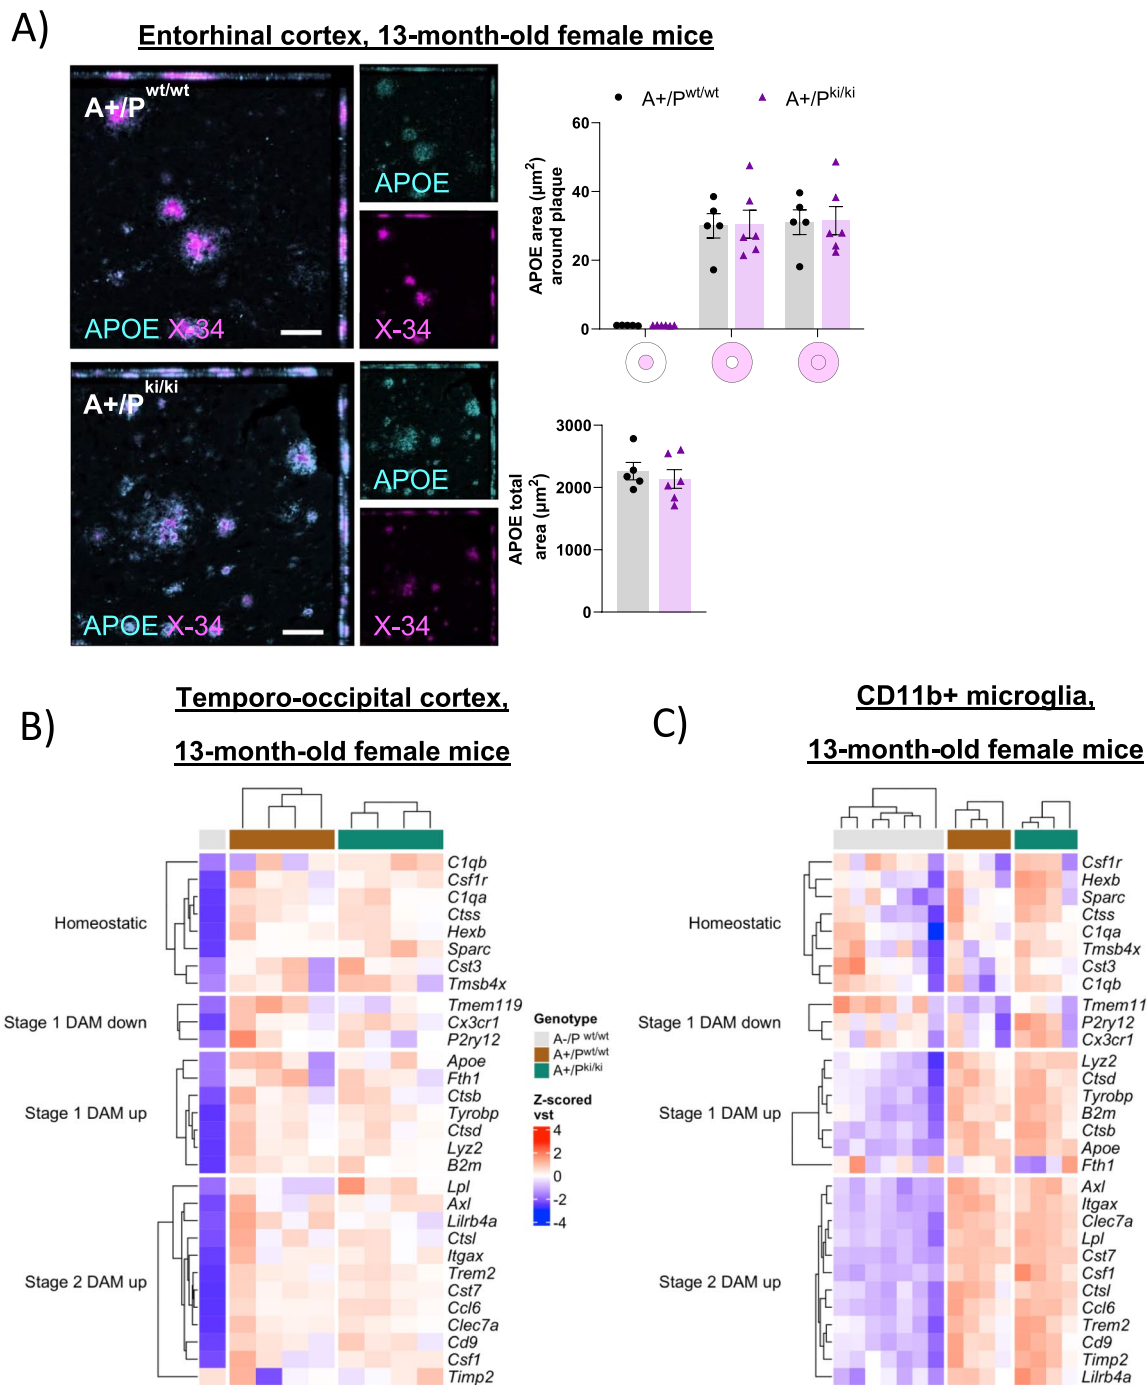 A)
Entorhinal cortex, 13-month-old female mice
A+/Pwt/wt
APOE X-34
APOE
X-34
A+/Pki/ki
APOE X-34
APOE
X-34
A+/Pwt/wt A+/Pki/ki
APOE area (µm2)
around plaque
60
40
20
0
APOE total
area (µm2)
3000
2000
1000
0
B)
Temporo-occipital cortex,
13-month-old female mice
Homeostatic
C1qb
Csf1r
C1qa
Ctss
Hexb
Sparc
Cst3
Tmsb4x
Stage 1 DAM down
Tmem119
Cx3cr1
P2ry12
Stage 1 DAM up
Apoe
Fth1
Ctsb
Tyrobp
Ctsd
Lyz2
B2m
Stage 2 DAM up
Lpl
Axl
Lilrb4a
Ctsl
Itgax
Trem2
Cst7
Ccl6
Clec7a
Cd9
Csf1
Timp2
Genotype
A-/P wt/wt
A+/Pwt/wt
A+/Pki/ki
Z-scored
vst
4
2
0
-2
-4
C)
CD11b+ microglia,
13-month-old female mice
Homeostatic
Csf1r
Hexb
Sparc
Ctss
C1qa
Tmsb4x
Cst3
C1qb
Stage 1 DAM down
Tmem11
P2ry12
Cx3cr1
Stage 1 DAM up
Lyz2
Ctsd
Tyrobp
B2m
Ctsb
Apoe
Fth1
Stage 2 DAM up
Axl
Itgax
Clec7a
Lpl
Cst7
Csf1
Ctsl
Ccl6
Trem2
Cd9
Timp2
Lilrb4a